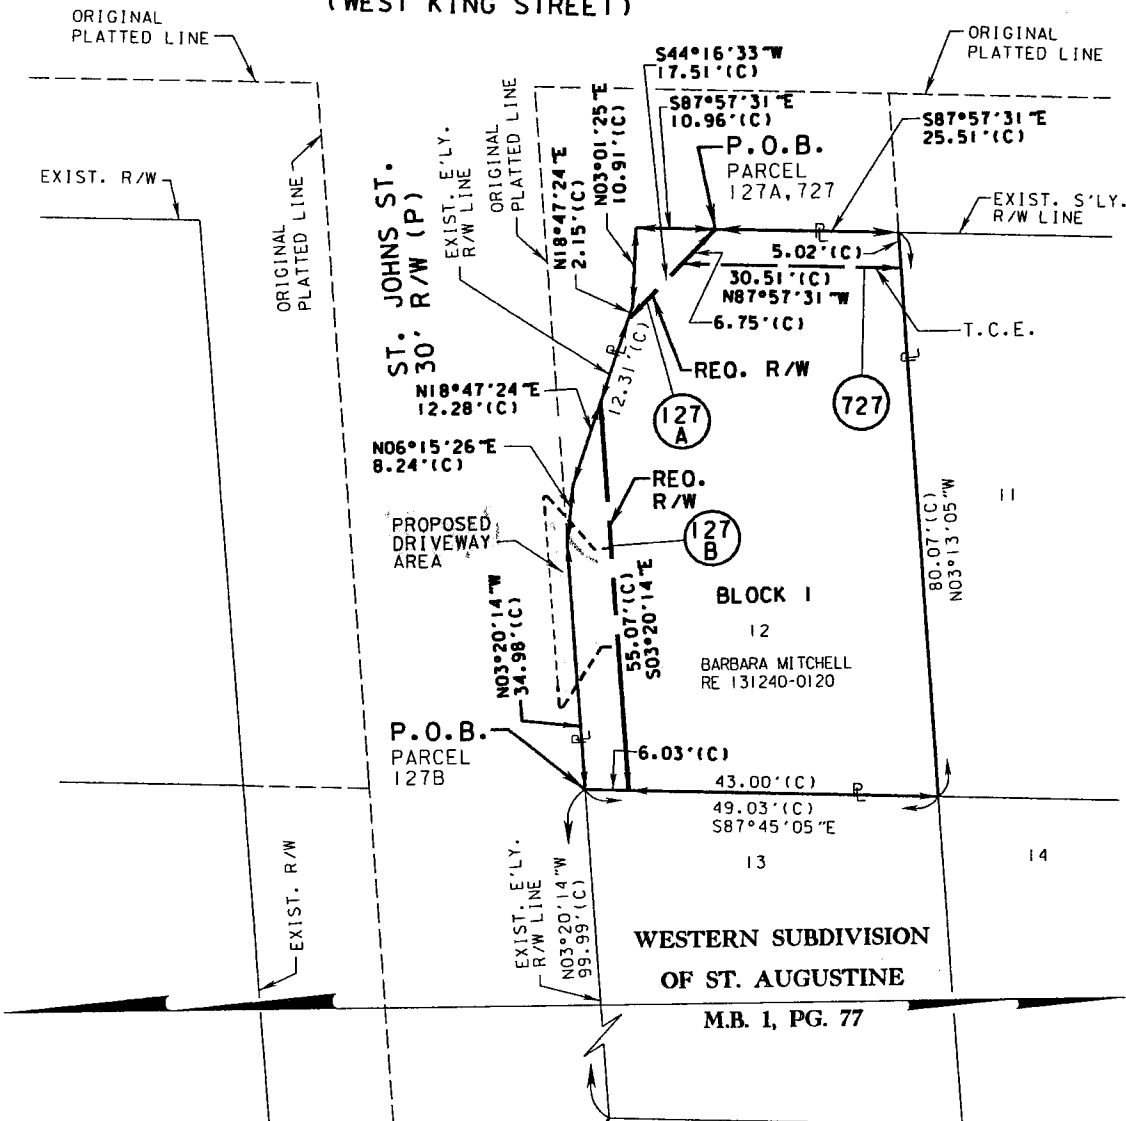 (WEST KING STREET)
ORIGINAL
PLATTED LINE
ORIGINAL
PLATTED LINE
S44°16'33"W
17.51'(C)
S87°57'31"E
10.96'(C)
S87°57'31"E
25.51'(C)
P.O.B.
PARCEL
127A, 727
EXIST. R/W
ORIGINAL
PLATTED LINE
ST. JOHNS ST.
30' R/W (P)
EXIST. E'LY.
R/W LINE
ORIGINAL
PLATTED LINE
N18°47'24"E
2.15'(C)
N03°01'25"E
10.91'(C)
EXIST. S'LY.
R/W LINE
5.02'(C)
30.51'(C)
N87°57'31"W
6.75'(C)
T.C.E.
P̲L
12.31'(C)
REQ. R/W
N18°47'24"E
12.28'(C)
127
A
727
N06°15'26"E
8.24'(C)
REQ.
R/W
127
B
PROPOSED
DRIVEWAY
AREA
11
80.07'(C)
N03°13'05"W
55.07'(C)
S03°20'14"E
BLOCK 1
12
BARBARA MITCHELL
RE 131240-0120
N03°20'14"W
34.98'(C)
P.O.B.
PARCEL
127B
6.03'(C)
43.00'(C)
49.03'(C)
S87°45'05"E
13
14
EXIST. R/W
EXIST. E'LY.
R/W LINE
N03°20'14"W
99.99'(C)
WESTERN SUBDIVISION
OF ST. AUGUSTINE
M.B. 1, PG. 77